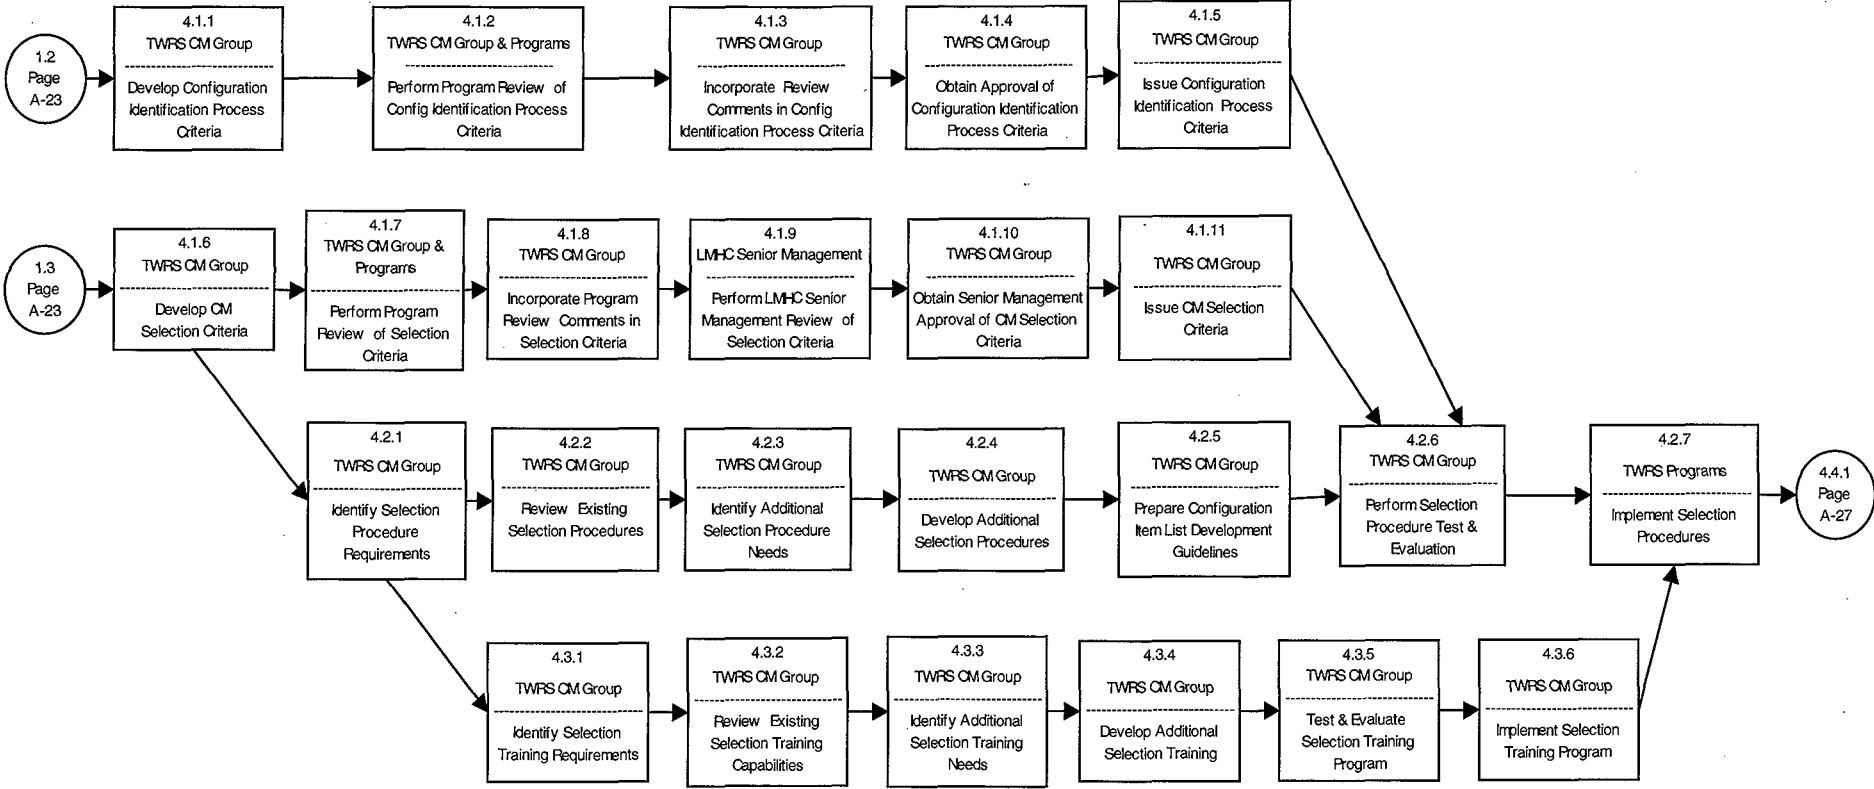 1.2
Page
A-23
4.1.1
TWRS CM Group
Develop Configuration
Identification Process
Criteria
4.1.2
TWRS CM Group & Programs
Perform Program Review of
Config Identification Process
Criteria
4.1.3
TWRS CM Group
Incorporate Review
Comments in Config
Identification Process Criteria
4.1.4
TWRS CM Group
Obtain Approval of
Configuration Identification
Process Criteria
4.1.5
TWRS CM Group
Issue Configuration
Identification Process
Criteria
1.3
Page
A-23
4.1.6
TWRS CM Group
Develop CM
Selection Criteria
4.1.7
TWRS CM Group &
Programs
Perform Program
Review of Selection
Criteria
4.1.8
TWRS CM Group
Incorporate Program
Review Comments in
Selection Criteria
4.1.9
LMHC Senior Management
Perform LMHC Senior
Management Review of
Selection Criteria
4.1.10
TWRS CM Group
Obtain Senior Management
Approval of CM Selection
Criteria
4.1.11
TWRS CM Group
Issue CM Selection
Criteria
4.2.1
TWRS CM Group
Identify Selection
Procedure
Requirements
4.2.2
TWRS CM Group
Review Existing
Selection Procedures
4.2.3
TWRS CM Group
Identify Additional
Selection Procedure
Needs
4.2.4
TWRS CM Group
Develop Additional
Selection Procedures
4.2.5
TWRS CM Group
Prepare Configuration
Item List Development
Guidelines
4.2.6
TWRS CM Group
Perform Selection
Procedure Test &
Evaluation
4.2.7
TWRS Programs
Implement Selection
Procedures
4.4.1
Page
A-27
4.3.1
TWRS CM Group
Identify Selection
Training Requirements
4.3.2
TWRS CM Group
Review Existing
Selection Training
Capabilities
4.3.3
TWRS CM Group
Identify Additional
Selection Training
Needs
4.3.4
TWRS CM Group
Develop Additional
Selection Training
4.3.5
TWRS CM Group
Test & Evaluate
Selection Training
Program
4.3.6
TWRS CM Group
Implement Selection
Training Program